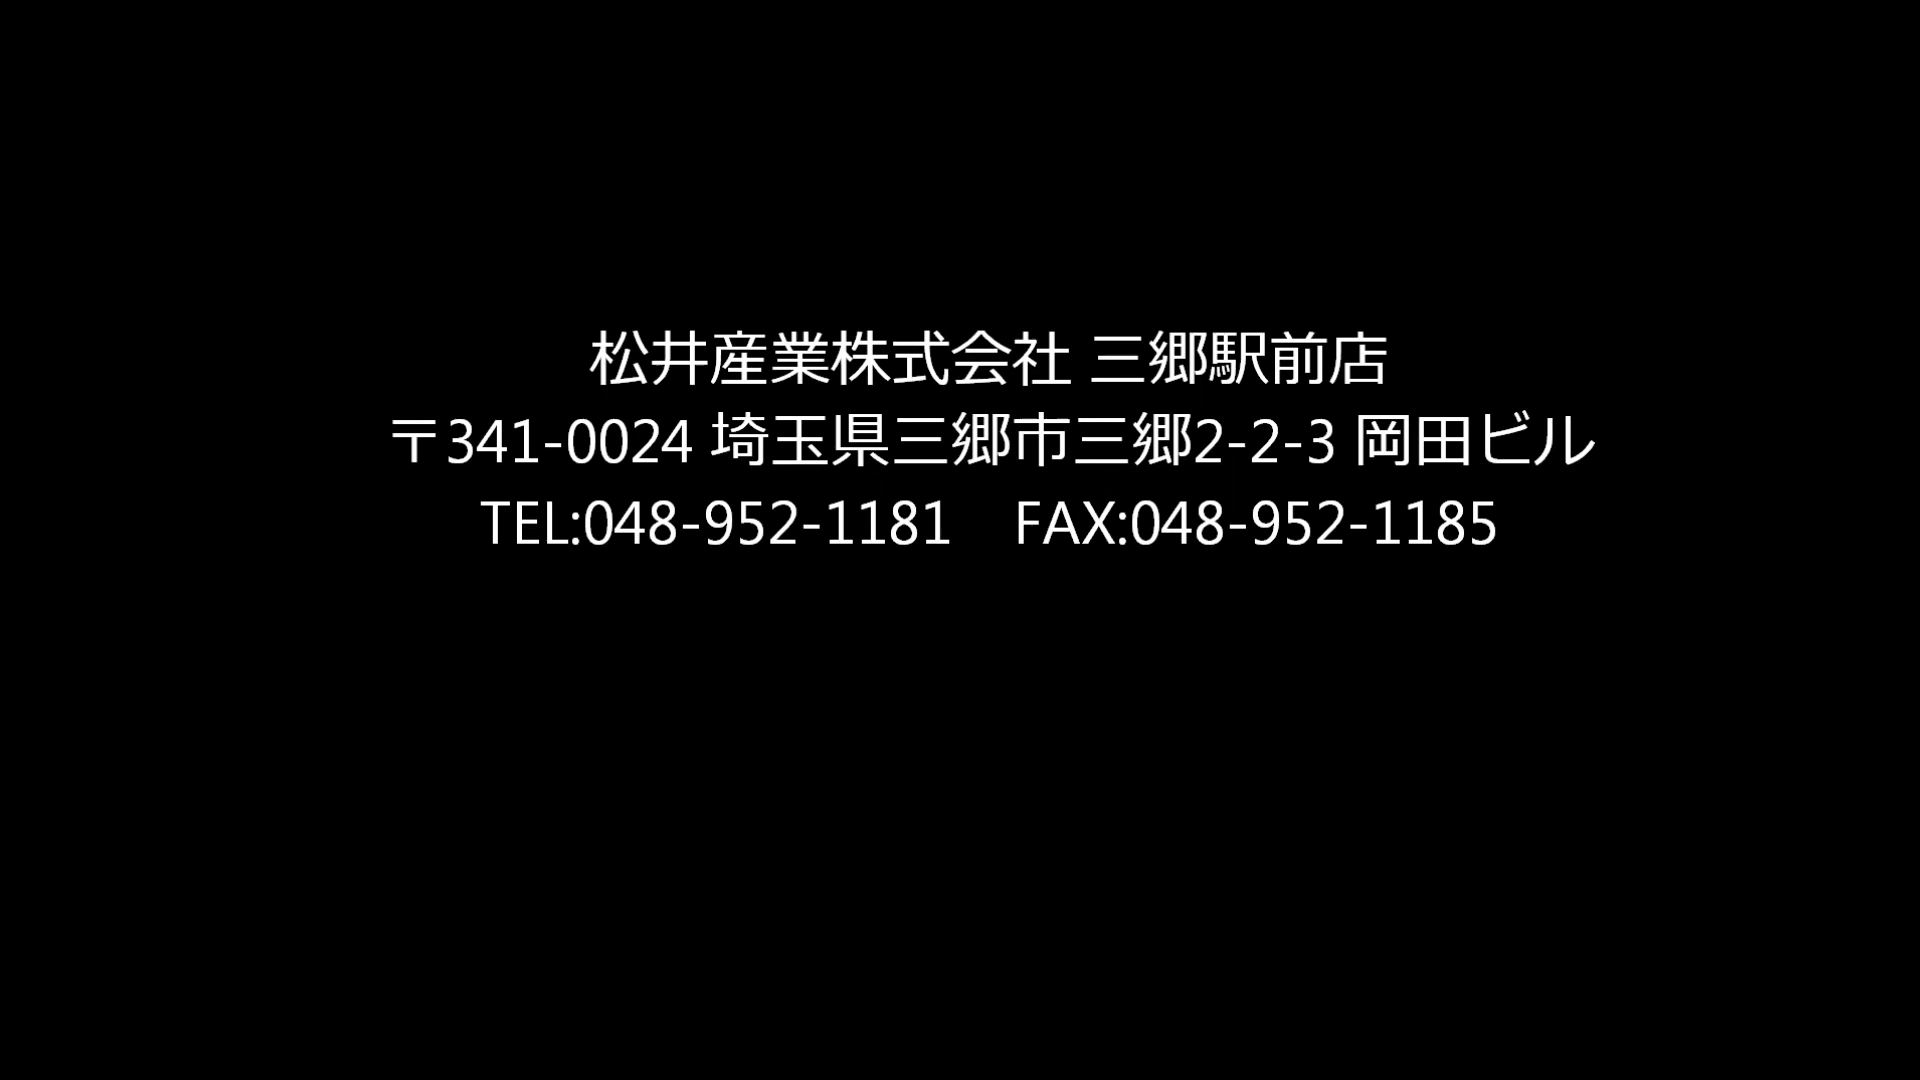 松井産業株式会社 三郷駅前店
〒341-0024 埼玉県三郷市三郷2-2-3 岡田ビル
TEL:048-952-1181　FAX:048-952-1185